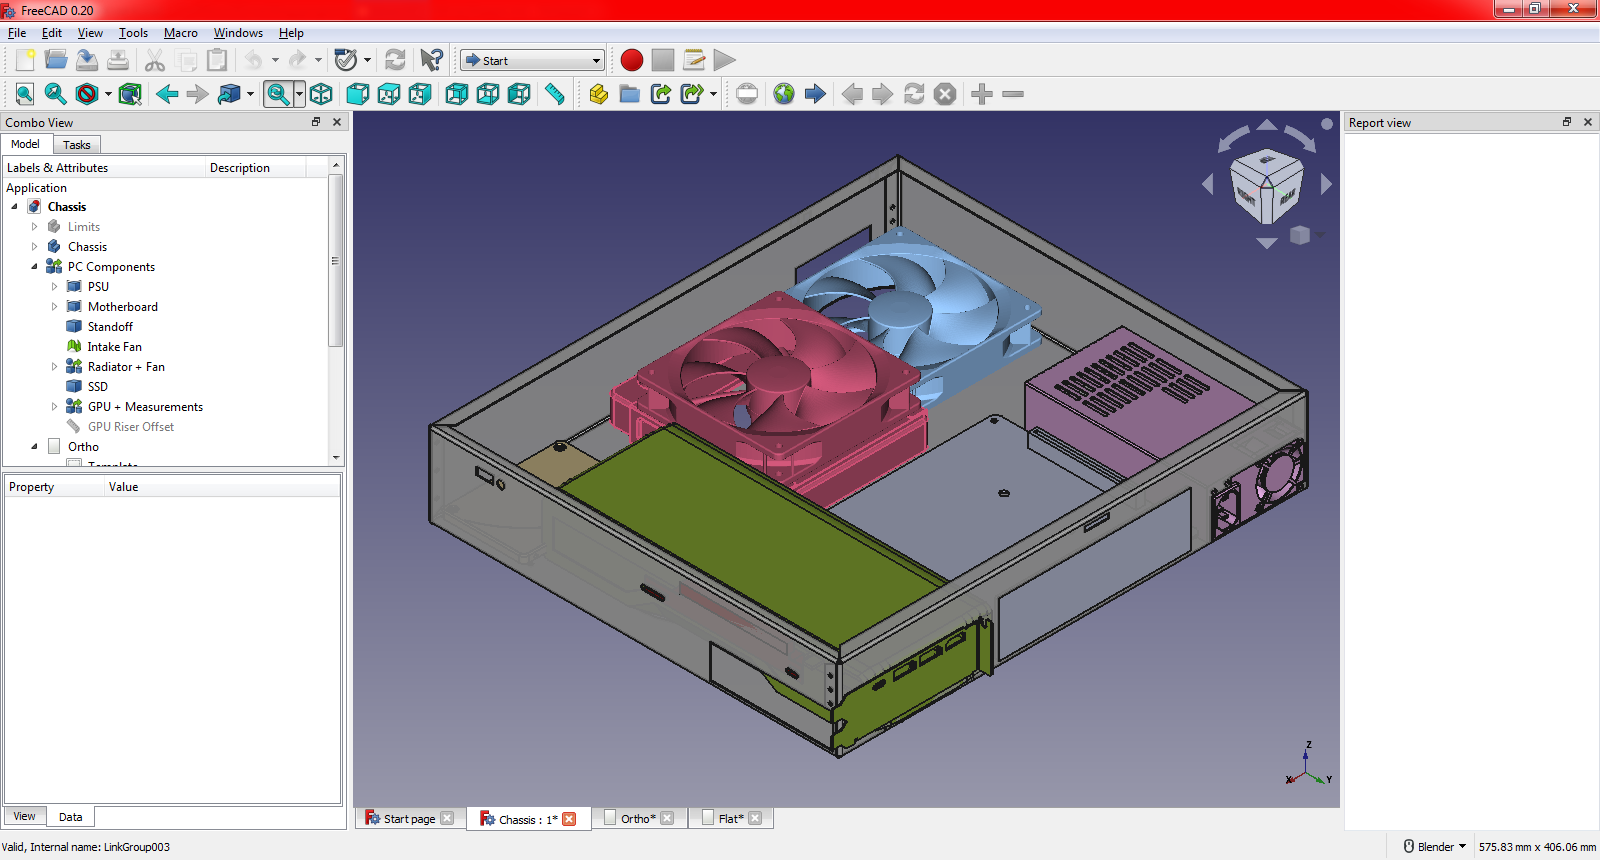 FreeCAD 0.20
File Edit View Tools Macro Windows Help
Start
Combo View
Report view
Model Tasks
Labels & Attributes Description
Application
Chassis
Limits
Chassis
PC Components
PSU
Motherboard
Standoff
Intake Fan
Radiator + Fan
SSD
GPU + Measurements
GPU Riser Offset
Ortho
Template
Property Value
Z
X Y
View Data
Start page Chassis : 1* Ortho* Flat*
Valid, Internal name: LinkGroup003 Blender 575.83 mm x 406.06 mm